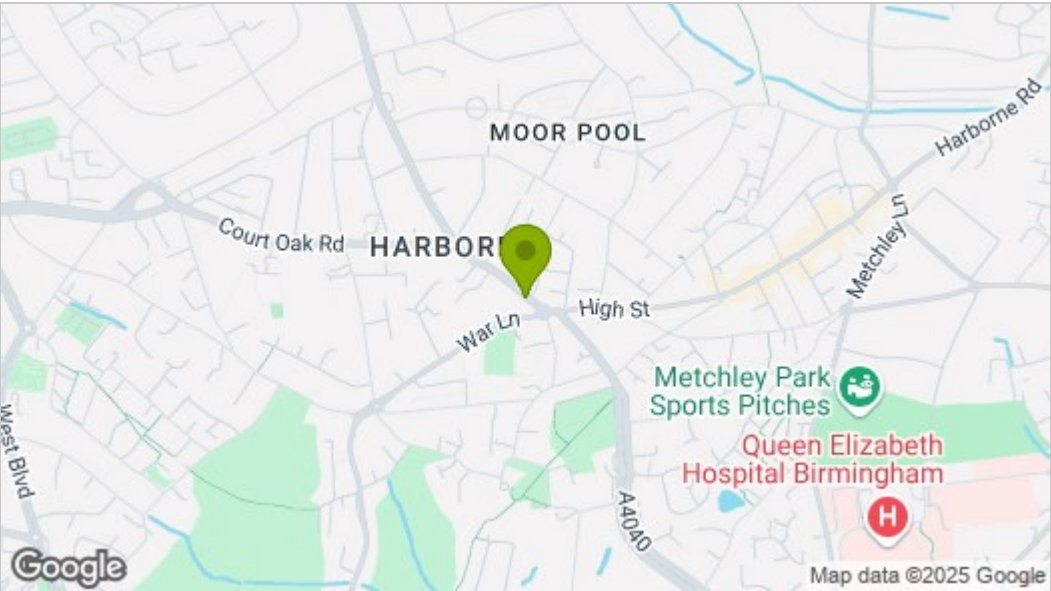 MOOR POOL
Harborne Rd
Court Oak Rd
HARBOR
Metchley Ln
High St
War Ln
Metchley Park
Sports Pitches
West Blvd
Queen Elizabeth
Hospital Birmingham
H
A4040
Google
Map data ©2025 Google